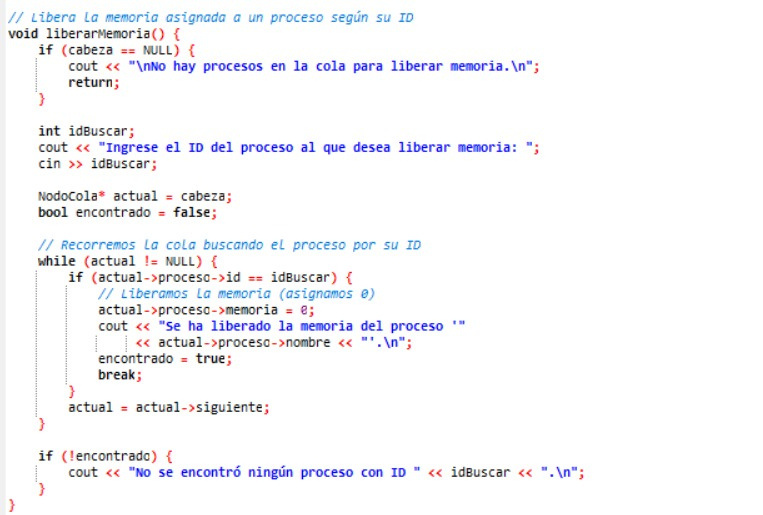 // Libera la memoria asignada a un proceso según su ID
void liberarMemoria() {
    if (cabeza == NULL) {
        cout << "\nNo hay procesos en la cola para liberar memoria.\n";
        return;
    }

    int idBuscar;
    cout << "Ingrese el ID del proceso al que desea liberar memoria: ";
    cin >> idBuscar;

    NodoCola* actual = cabeza;
    bool encontrado = false;

    // Recorremos la cola buscando el proceso por su ID
    while (actual != NULL) {
        if (actual->proceso->id == idBuscar) {
            // Liberamos la memoria (asignamos 0)
            actual->proceso->memoria = 0;
            cout << "Se ha liberado la memoria del proceso '"
                 << actual->proceso->nombre << "'.\n";
            encontrado = true;
            break;
        }
        actual = actual->siguiente;
    }

    if (!encontrado) {
        cout << "No se encontró ningún proceso con ID " << idBuscar << ".\n";
    }
}